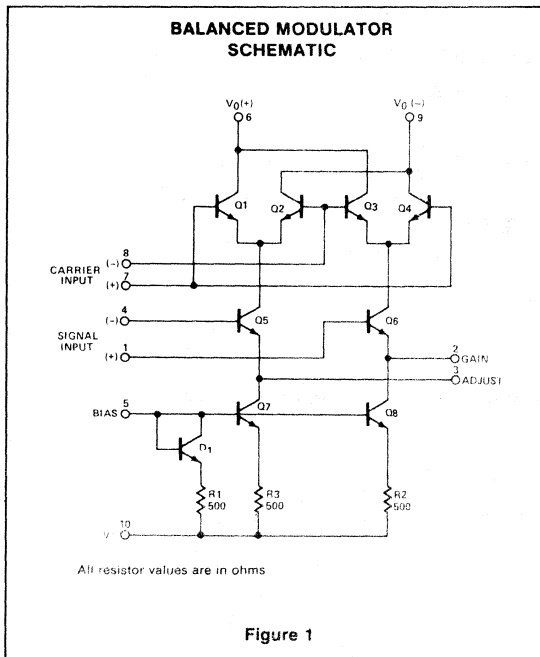 BALANCED MODULATOR
SCHEMATIC
V₀(+)
6
V₀(−)
9
Q1
Q2
Q3
Q4
CARRIER
INPUT
8
(−)
7
(+)
SIGNAL
INPUT
4
(−)
1
(+)
Q5
Q6
2
GAIN
3
ADJUST
BIAS
5
Q7
Q8
D1
R1
500
R3
500
R2
500
V−
10
All resistor values are in ohms
Figure 1